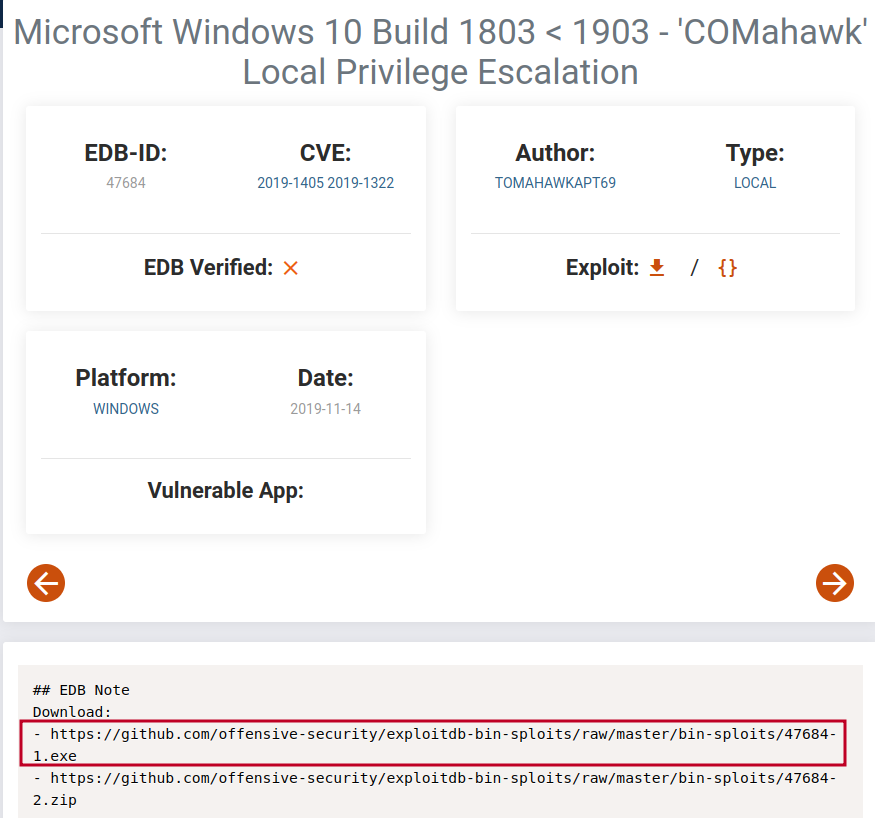 Microsoft Windows 10 Build 1803 < 1903 - 'COMahawk'
Local Privilege Escalation
EDB-ID:
47684
CVE:
2019-1405 2019-1322
EDB Verified:
Author:
TOMAHAWKAPT69
Type:
LOCAL
Exploit: / {}
Platform:
WINDOWS
Date:
2019-11-14
Vulnerable App:
## EDB Note
Download:
- https://github.com/offensive-security/exploitdb-bin-sploits/raw/master/bin-sploits/47684-
1.exe
- https://github.com/offensive-security/exploitdb-bin-sploits/raw/master/bin-sploits/47684-
2.zip